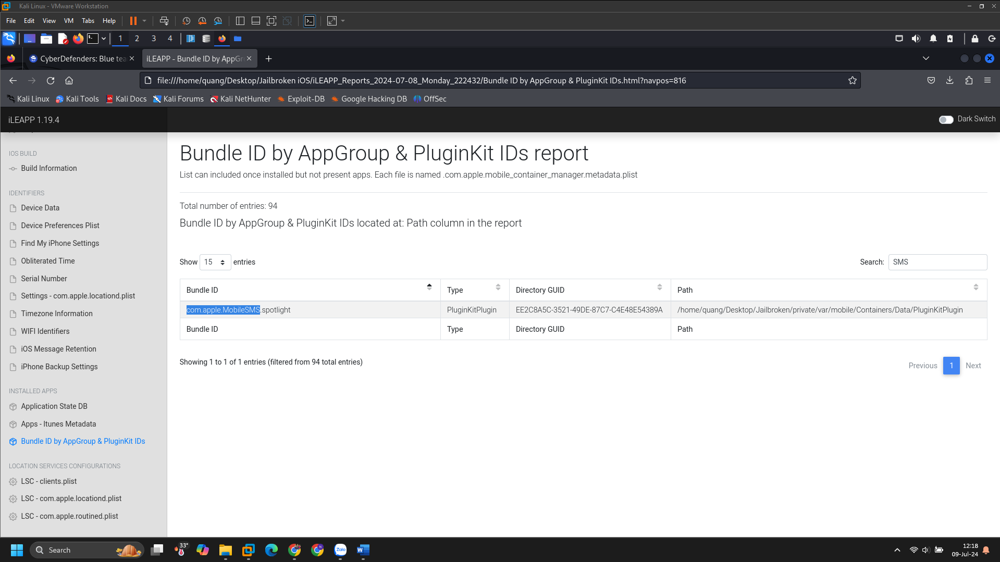 Kali Linux - VMware Workstation
File Edit View VM Tabs Help
1 2 3 4
CyberDefenders: Blue tea
iLEAPP - Bundle ID by AppGr
file:///home/quang/Desktop/Jailbroken iOS/iLEAPP_Reports_2024-07-08_Monday_222432/Bundle ID by AppGroup & PluginKit IDs.html?navpos=816
Kali Linux Kali Tools Kali Docs Kali Forums Kali NetHunter Exploit-DB Google Hacking DB OffSec
iLEAPP 1.19.4
Dark Switch
IOS BUILD
Build Information
IDENTIFIERS
Device Data
Device Preferences Plist
Find My iPhone Settings
Obliterated Time
Serial Number
Settings - com.apple.locationd.plist
Timezone Information
WIFI Identifiers
iOS Message Retention
iPhone Backup Settings
INSTALLED APPS
Application State DB
Apps - Itunes Metadata
Bundle ID by AppGroup & PluginKit IDs
LOCATION SERVICES CONFIGURATIONS
LSC - clients.plist
LSC - com.apple.locationd.plist
LSC - com.apple.routined.plist
Bundle ID by AppGroup & PluginKit IDs report
List can included once installed but not present apps. Each file is named .com.apple.mobile_container_manager.metadata.plist
Total number of entries: 94
Bundle ID by AppGroup & PluginKit IDs located at: Path column in the report
Show 15 entries
Search: SMS
Bundle ID Type Directory GUID Path
com.apple.MobileSMS.spotlight PluginKitPlugin EE2C8A5C-3521-49DE-87C7-C4E48E54389A /home/quang/Desktop/Jailbroken/private/var/mobile/Containers/Data/PluginKitPlugin
Bundle ID Type Directory GUID Path
Showing 1 to 1 of 1 entries (filtered from 94 total entries)
Previous 1 Next
Search
33°
Zalo
12:18
09-Jul-24